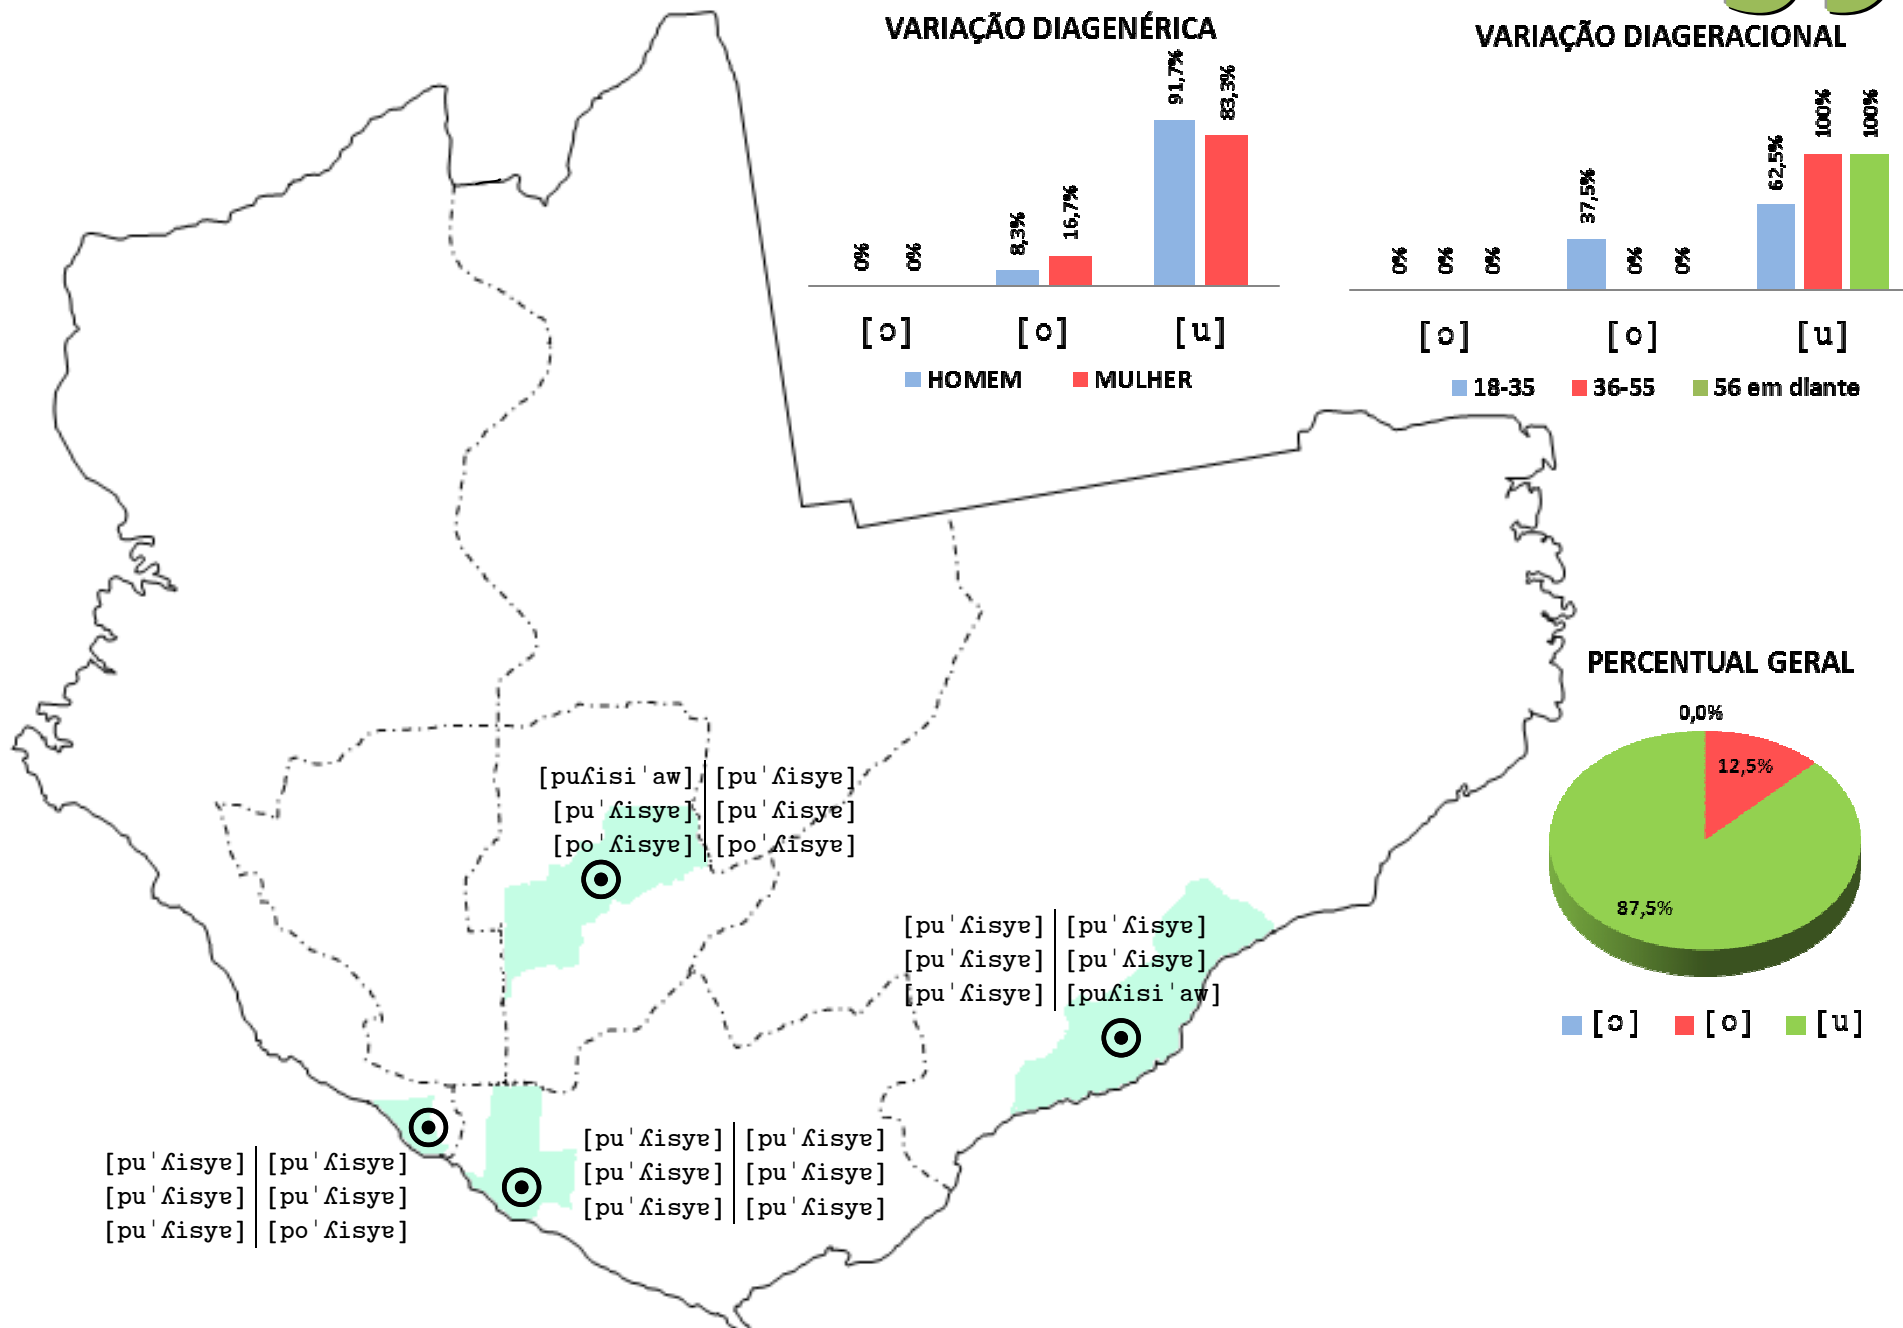 VARIAÇÃO DIAGENÉRICA
91,7%
83,3%
16,7%
8,3%
0% 0%
[ɔ] [o] [u]
HOMEM MULHER
VARIAÇÃO DIAGERACIONAL
100% 100%
62,5%
37,5%
0% 0% 0% 0% 0%
[ɔ] [o] [u]
18-35 36-55 56 em diante
PERCENTUAL GERAL
0,0%
12,5%
87,5%
[ɔ] [o] [u]
[puʎisiˈaw] [puˈʎisyɐ]
[puˈʎisyɐ] [puˈʎisyɐ]
[poˈʎisyɐ] [poˈʎisyɐ]
[puˈʎisyɐ] [puˈʎisyɐ]
[puˈʎisyɐ] [puˈʎisyɐ]
[puˈʎisyɐ] [puʎisiˈaw]
[puˈʎisyɐ] [puˈʎisyɐ]
[puˈʎisyɐ] [puˈʎisyɐ]
[puˈʎisyɐ] [puˈʎisyɐ]
[puˈʎisyɐ] [puˈʎisyɐ]
[puˈʎisyɐ] [puˈʎisyɐ]
[puˈʎisyɐ] [poˈʎisyɐ]